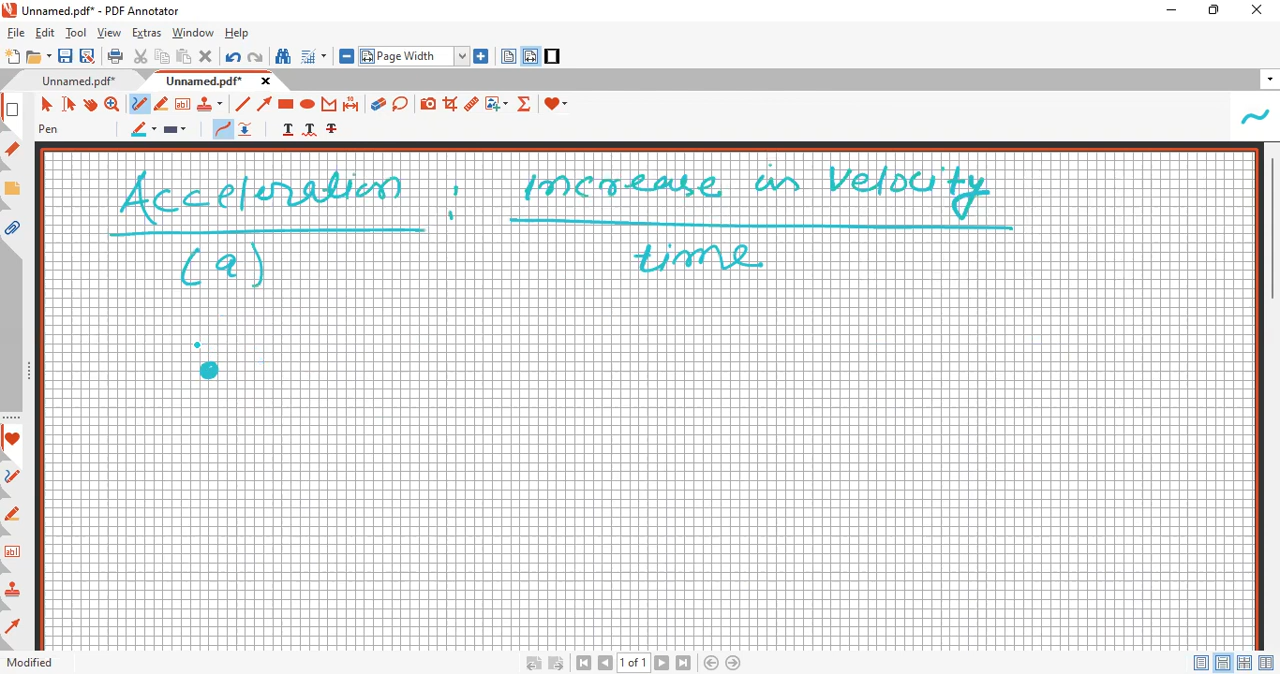 Unnamed.pdf* - PDF Annotator
File Edit Tool View Extras Window Help
Page Width
Unnamed.pdf* Unnamed.pdf*
Pen
Acceleration : increase in velocity
(a) time
Modified 1 of 1